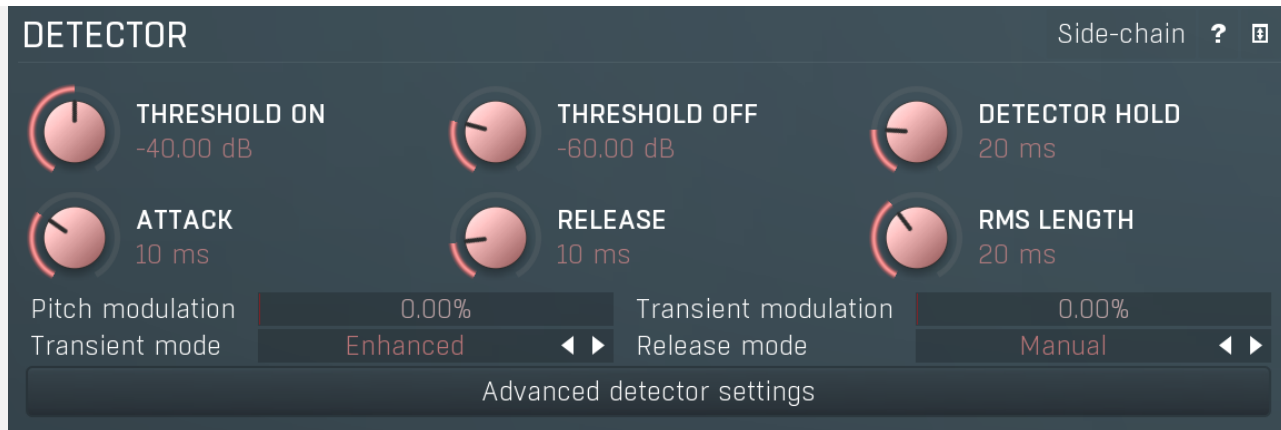 DETECTOR Side-chain ?
THRESHOLD ON THRESHOLD OFF DETECTOR HOLD
-40.00 dB -60.00 dB 20 ms
ATTACK RELEASE RMS LENGTH
10 ms 10 ms 20 ms
Pitch modulation 0.00% Transient modulation 0.00%
Transient mode Enhanced Release mode Manual
Advanced detector settings